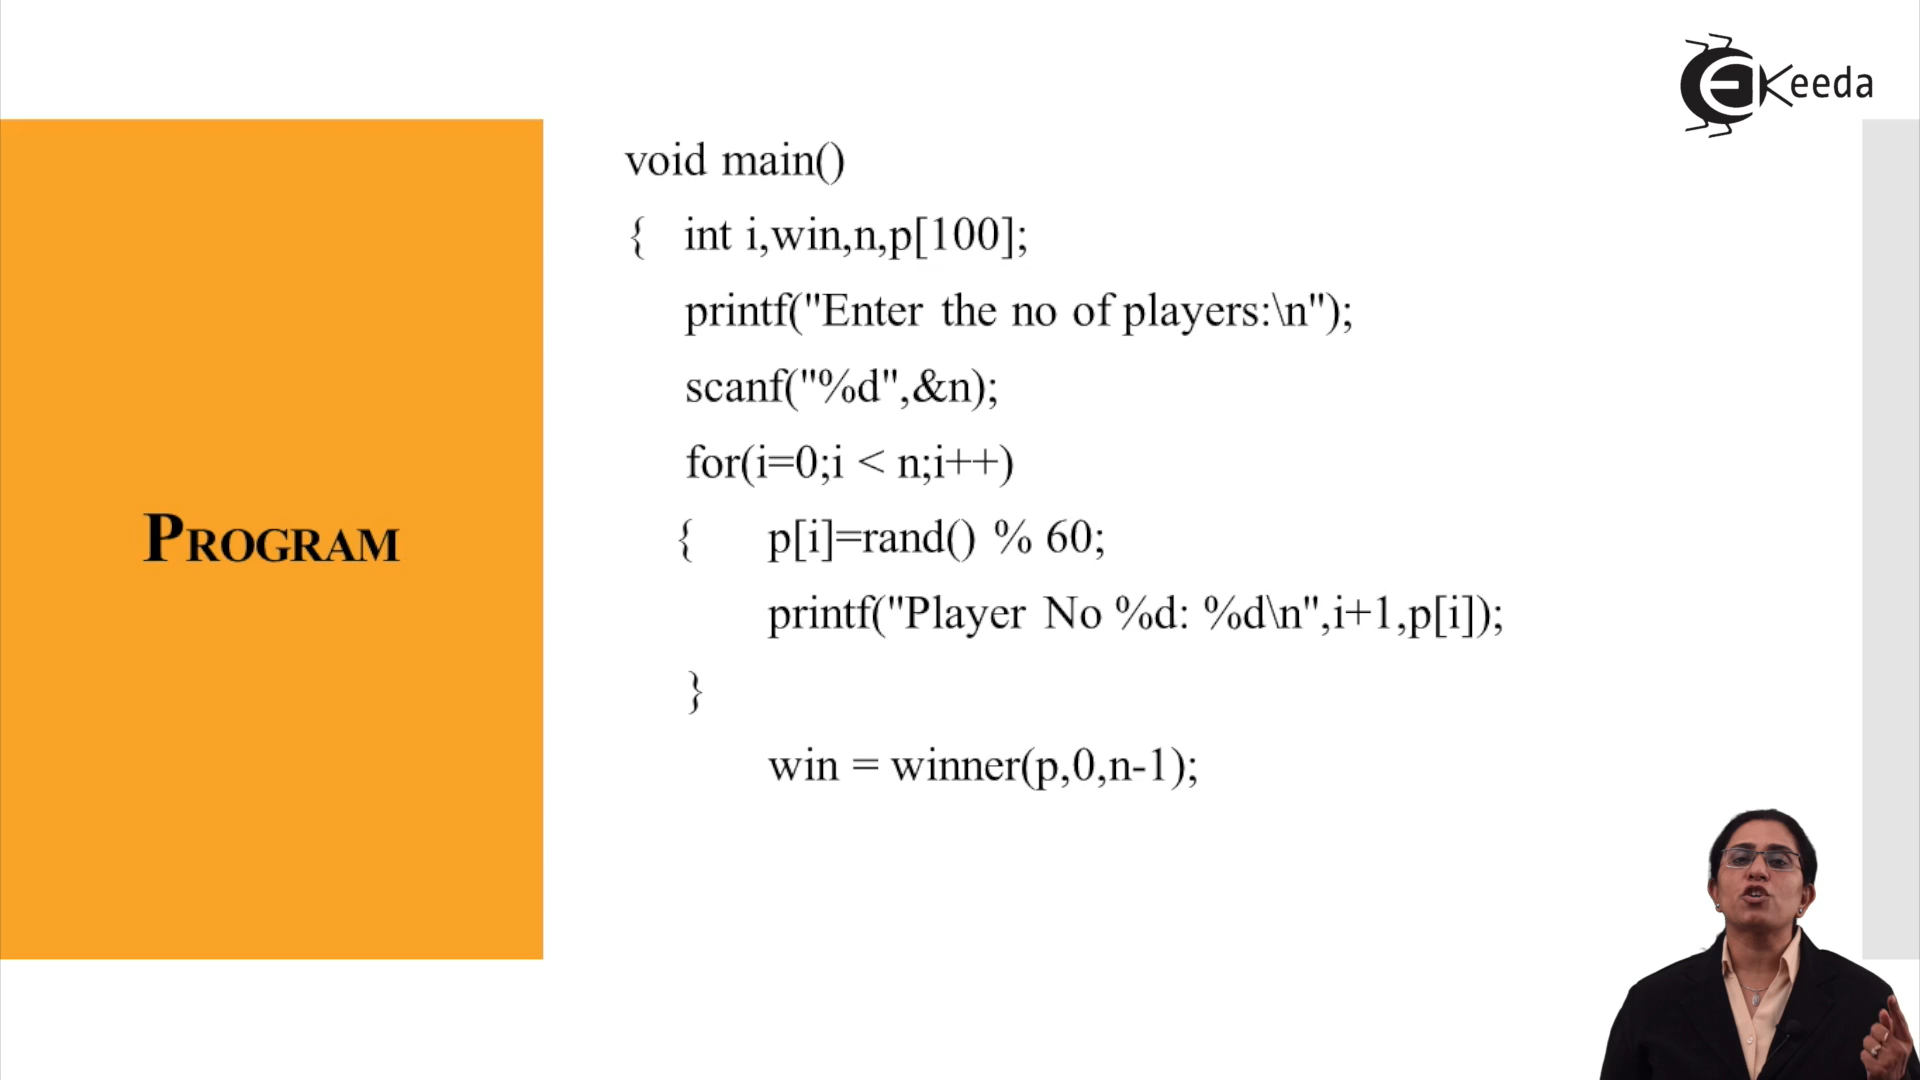 EKeeda
void main()
{ int i,win,n,p[100];
printf("Enter the no of players:\n");
scanf("%d",&n);
for(i=0;i < n;i++)
PROGRAM
{ p[i]=rand() % 60;
printf("Player No %d: %d\n",i+1,p[i]);
}
win = winner(p,0,n-1);